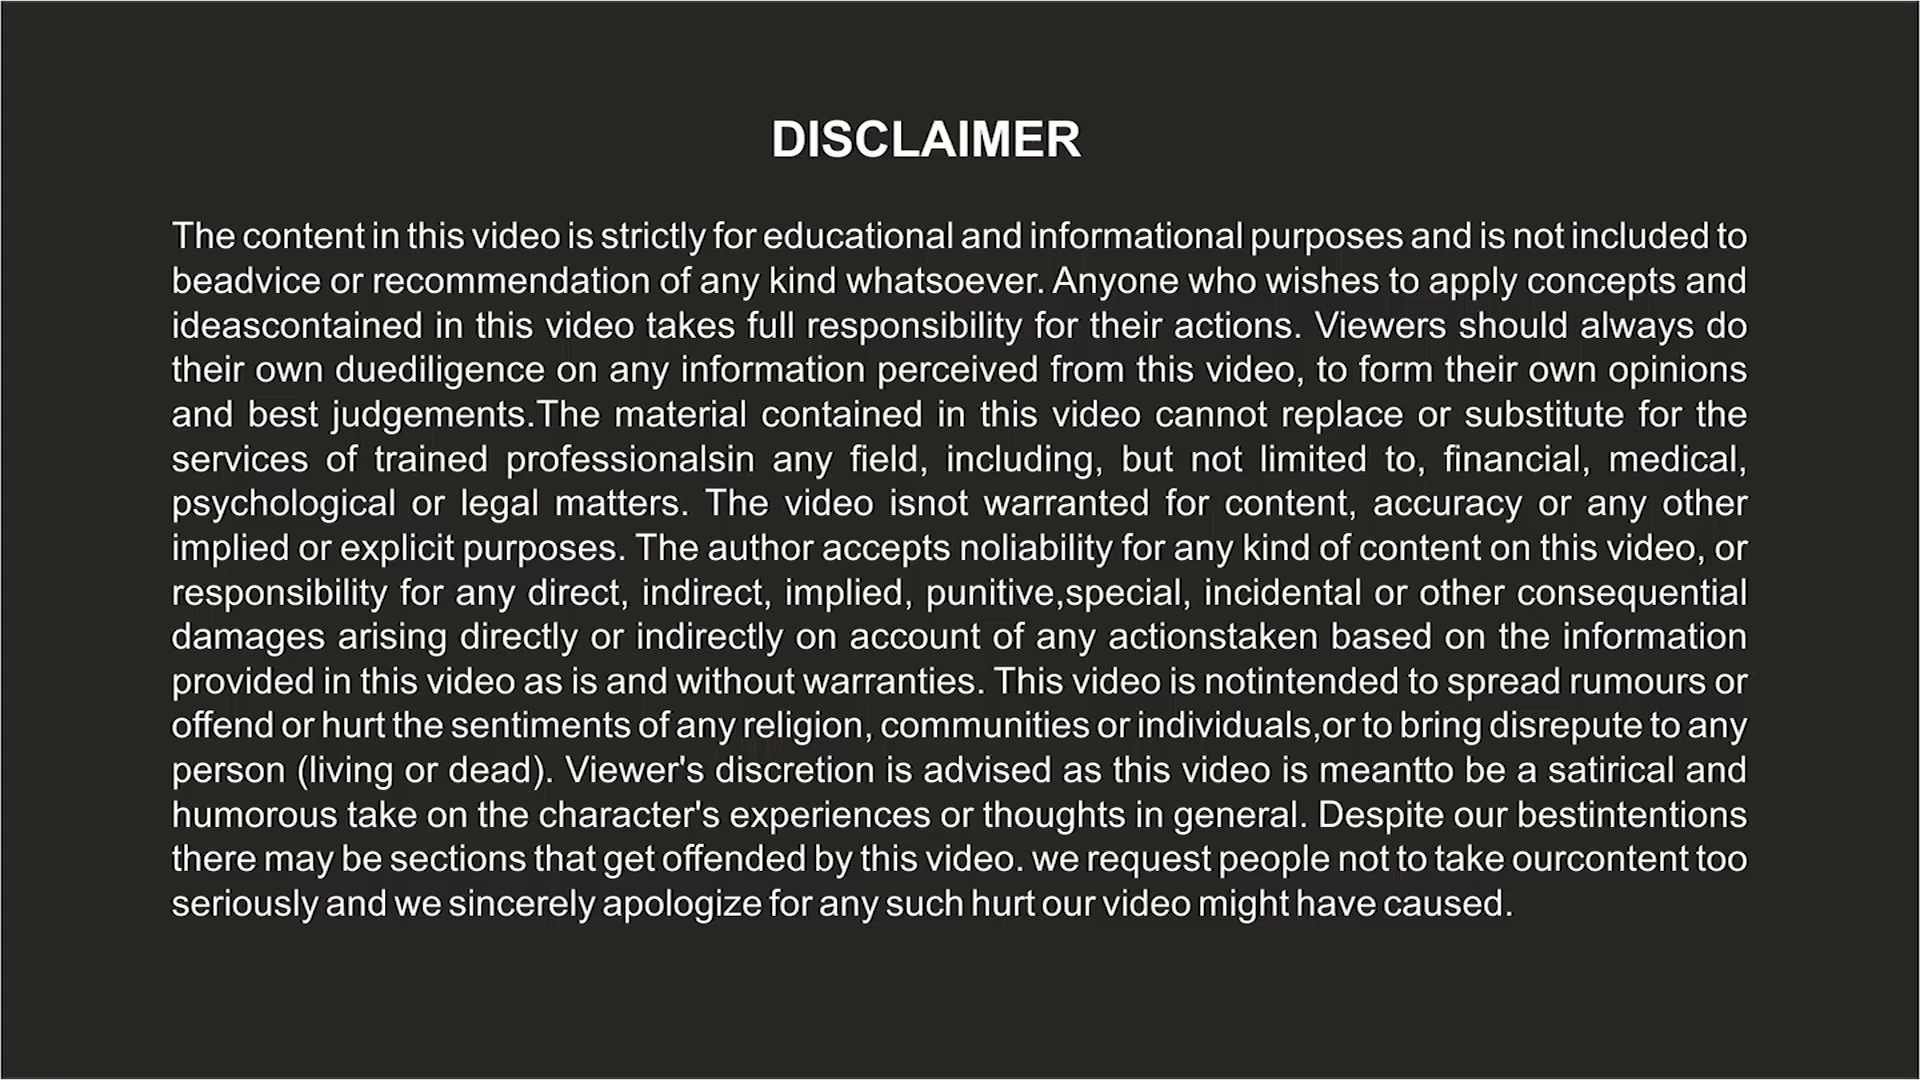 DISCLAIMER
The content in this video is strictly for educational and informational purposes and is not included to
beadvice or recommendation of any kind whatsoever. Anyone who wishes to apply concepts and
ideascontained in this video takes full responsibility for their actions. Viewers should always do
their own duediligence on any information perceived from this video, to form their own opinions
and best judgements.The material contained in this video cannot replace or substitute for the
services of trained professionalsin any field, including, but not limited to, financial, medical,
psychological or legal matters. The video isnot warranted for content, accuracy or any other
implied or explicit purposes. The author accepts noliability for any kind of content on this video, or
responsibility for any direct, indirect, implied, punitive,special, incidental or other consequential
damages arising directly or indirectly on account of any actionstaken based on the information
provided in this video as is and without warranties. This video is notintended to spread rumours or
offend or hurt the sentiments of any religion, communities or individuals,or to bring disrepute to any
person (living or dead). Viewer's discretion is advised as this video is meantto be a satirical and
humorous take on the character's experiences or thoughts in general. Despite our bestintentions
there may be sections that get offended by this video. we request people not to take ourcontent too
seriously and we sincerely apologize for any such hurt our video might have caused.